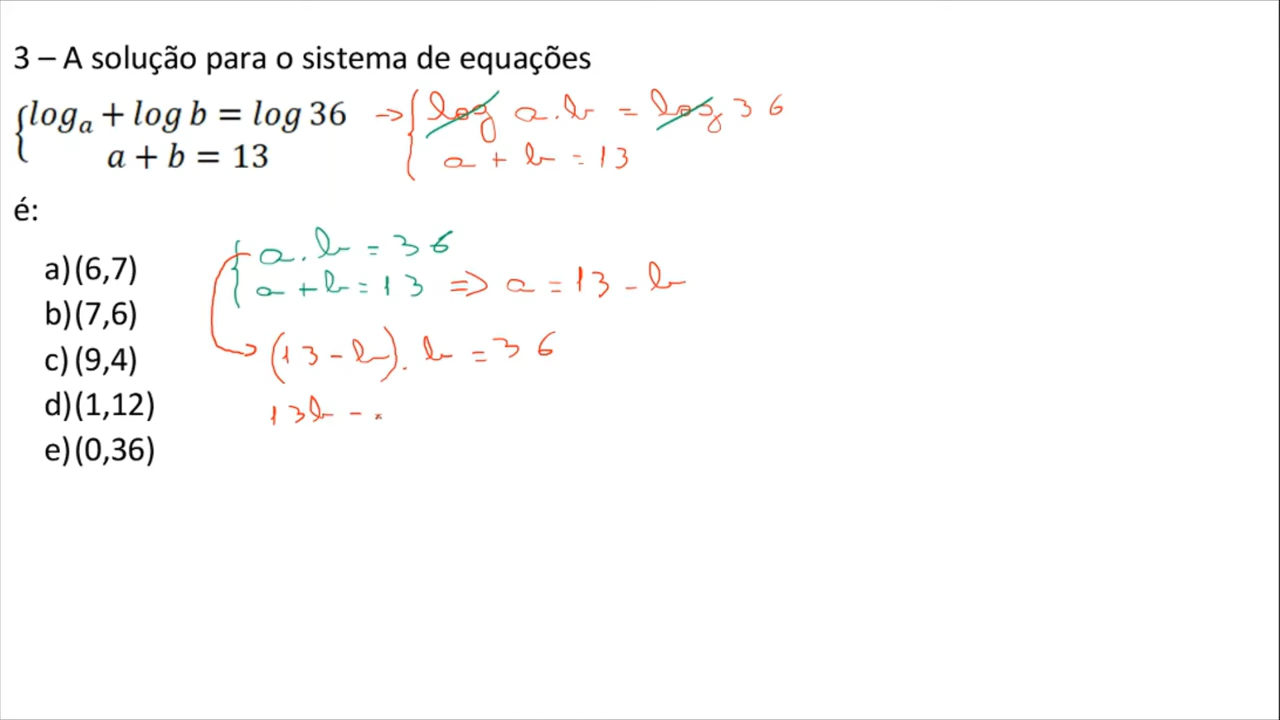 3 – A solução para o sistema de equações
{logₐ + log b = log 36 → { log a . b = log 36
a + b = 13 a + b = 13
é:
{ a . b = 36
a) (6,7) a + b = 13 ⇒ a = 13 - b
b) (7,6)
c) (9,4) (13 - b) . b = 36
d) (1,12) 13b -
e) (0,36)